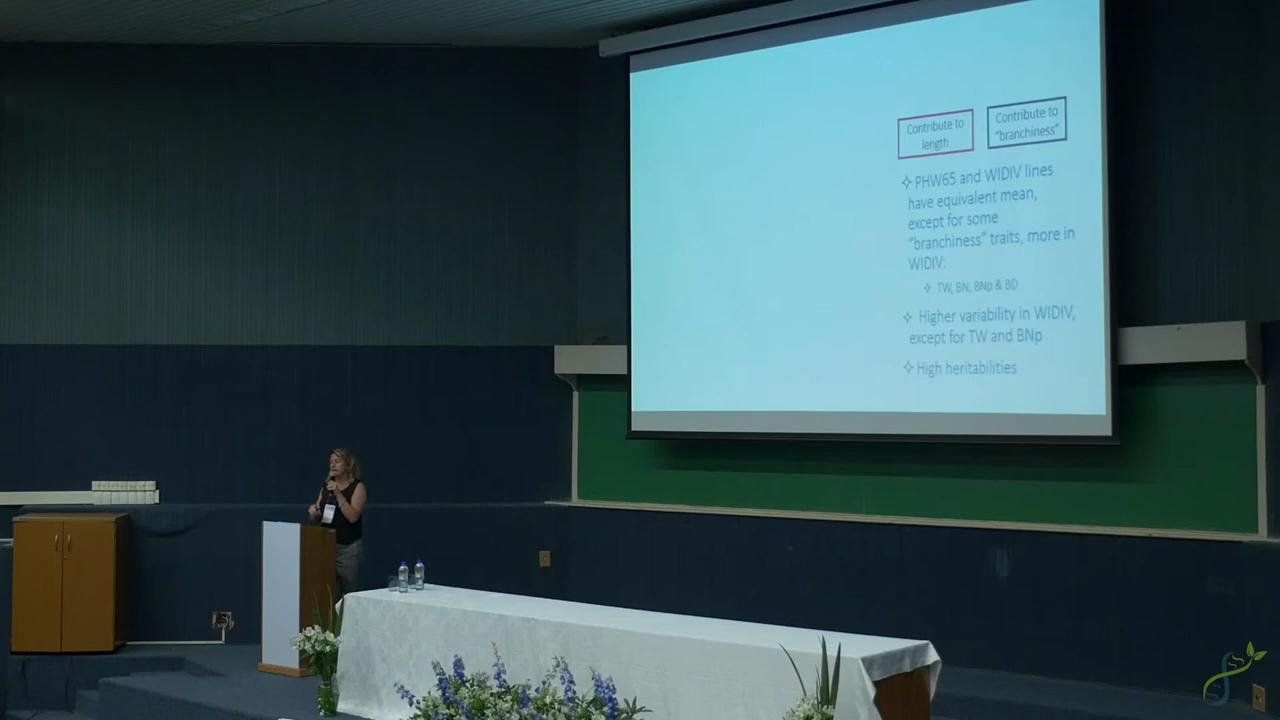 Contribute to
length
Contribute to
"branchiness"
✧ PHW65 and WIDIV lines
have equivalent mean,
except for some
"branchiness" traits, more in
WIDIV:
✧ TW, BN, BNp & BD
✧ Higher variability in WIDIV,
except for TW and BNp
✧ High heritabilities